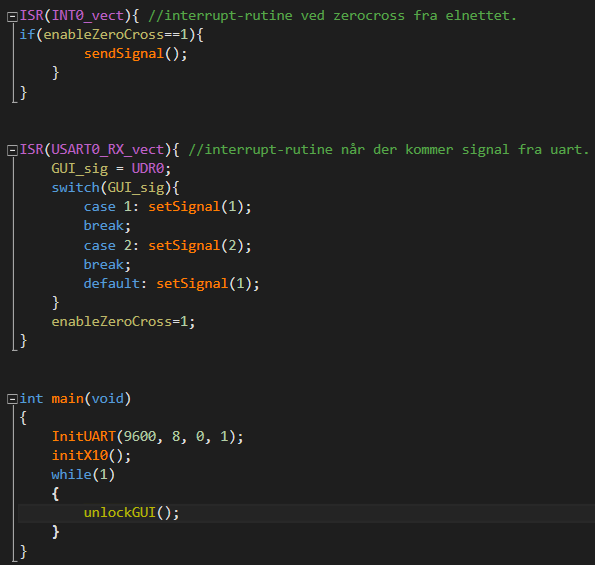 ISR(INT0_vect){ //interrupt-rutine ved zerocross fra elnettet.
if(enableZeroCross==1){
        sendSignal();
    }
}
ISR(USART0_RX_vect){ //interrupt-rutine når der kommer signal fra uart.
    GUI_sig = UDR0;
    switch(GUI_sig){
        case 1: setSignal(1);
        break;
        case 2: setSignal(2);
        break;
        default: setSignal(1);
    }
    enableZeroCross=1;
}
int main(void)
{
    InitUART(9600, 8, 0, 1);
    initX10();
    while(1)
    {
        unlockGUI();
    }
}